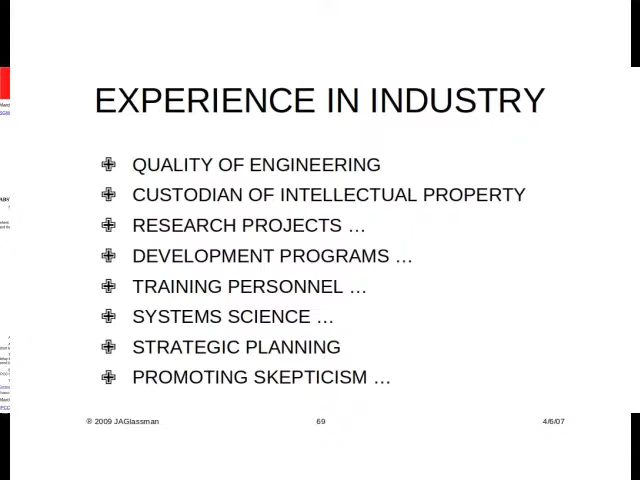 EXPERIENCE IN INDUSTRY
QUALITY OF ENGINEERING
CUSTODIAN OF INTELLECTUAL PROPERTY
RESEARCH PROJECTS …
DEVELOPMENT PROGRAMS …
TRAINING PERSONNEL …
SYSTEMS SCIENCE …
STRATEGIC PLANNING
PROMOTING SKEPTICISM …
® 2009 JAGlassman 69 4/6/07